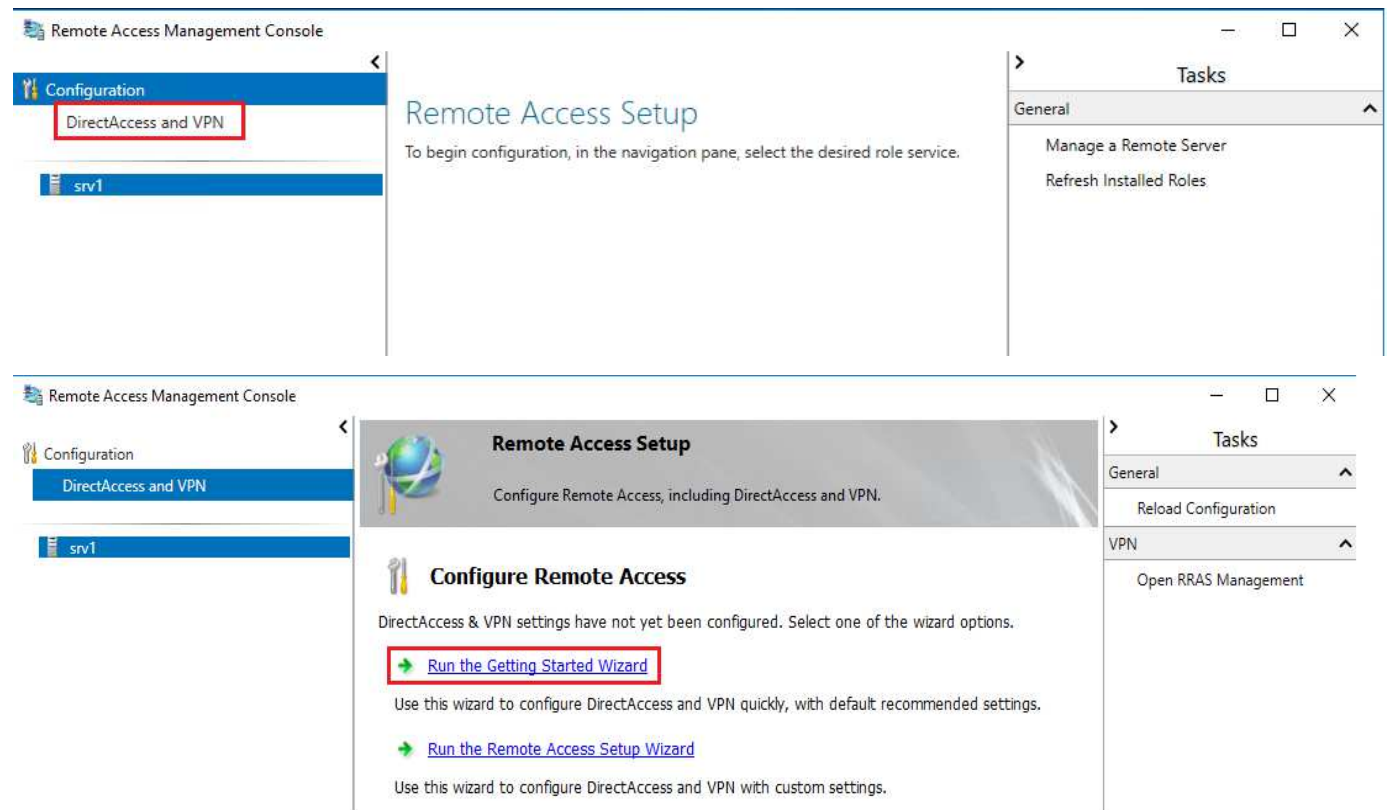 Remote Access Management Console
Configuration
DirectAccess and VPN
srv1
Remote Access Setup
To begin configuration, in the navigation pane, select the desired role service.
Tasks
General
Manage a Remote Server
Refresh Installed Roles
Remote Access Management Console
Configuration
DirectAccess and VPN
srv1
Remote Access Setup
Configure Remote Access, including DirectAccess and VPN.
Configure Remote Access
DirectAccess & VPN settings have not yet been configured. Select one of the wizard options.
Run the Getting Started Wizard
Use this wizard to configure DirectAccess and VPN quickly, with default recommended settings.
Run the Remote Access Setup Wizard
Use this wizard to configure DirectAccess and VPN with custom settings.
Tasks
General
Reload Configuration
VPN
Open RRAS Management